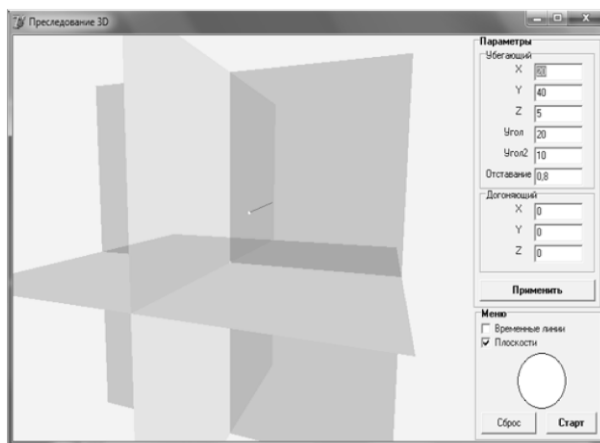 Преследование 3D
Параметры
Убегающий
X
Y 40
Z 5
Угол 20
Угол2 10
Отставание 0,8
Догоняющий
X 0
Y 0
Z 0
Применить
Меню
Временные линии
Плоскости
Сброс Старт